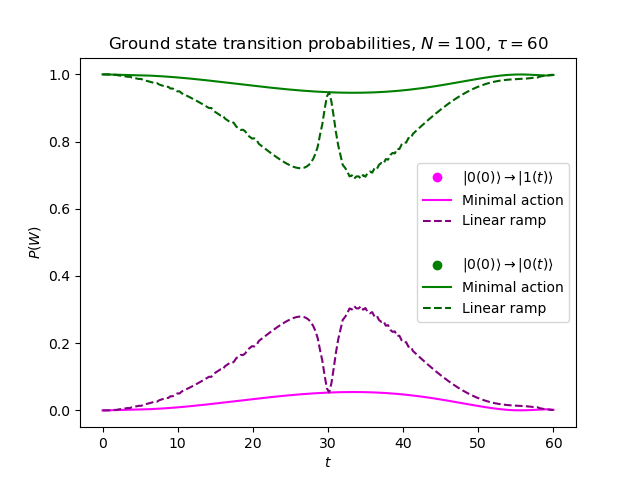 Ground state transition probabilities, $N = 100$, $\tau = 60$
1.0
0.8
0.6
0.4
0.2
0.0
P(W)
|0(0)⟩→|1(t)⟩
Minimal action
Linear ramp
|0(0)⟩→|0(t)⟩
Minimal action
Linear ramp
0 10 20 30 40 50 60
t